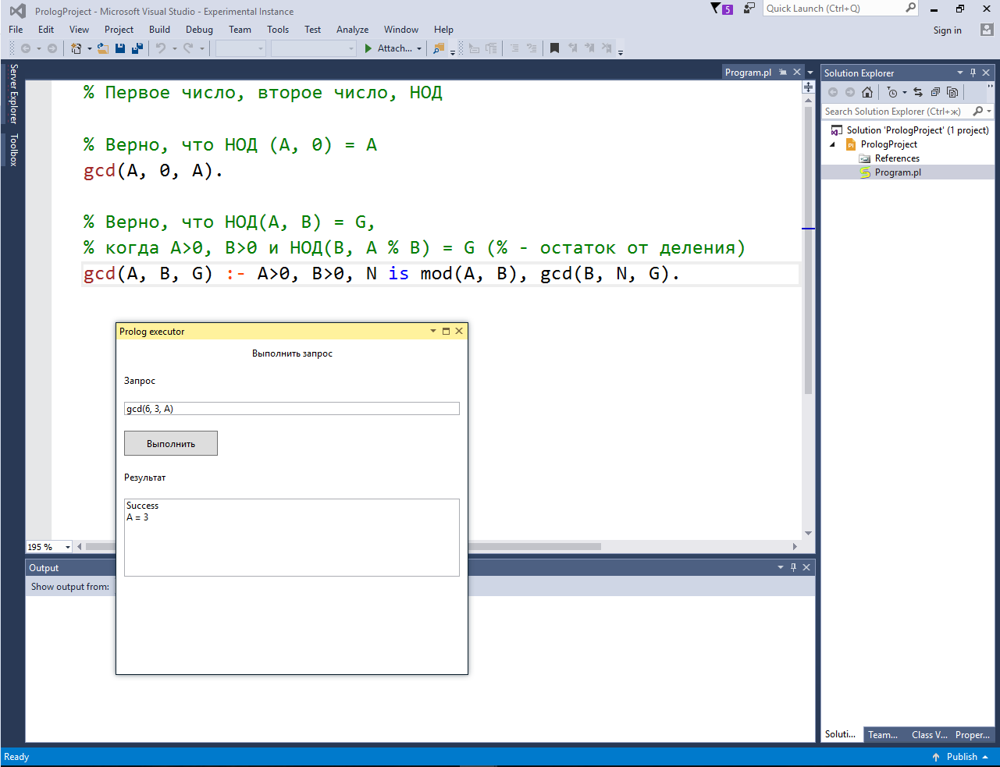 PrologProject - Microsoft Visual Studio - Experimental Instance
5
Quick Launch (Ctrl+Q)
File Edit View Project Build Debug Team Tools Test Analyze Window Help
Sign in
Attach...
Server Explorer
Toolbox
Program.pl
% Первое число, второе число, НОД
% Верно, что НОД (A, 0) = A
gcd(A, 0, A).
% Верно, что НОД(A, B) = G,
% когда A>0, B>0 и НОД(B, A % B) = G (% - остаток от деления)
gcd(A, B, G) :- A>0, B>0, N is mod(A, B), gcd(B, N, G).
Prolog executor
Выполнить запрос
Запрос
gcd(6, 3, A)
Выполнить
Результат
Success
A = 3
195 %
Output
Show output from:
Solution Explorer
Search Solution Explorer (Ctrl+ж)
Solution 'PrologProject' (1 project)
PrologProject
References
Program.pl
Soluti... Team... Class V... Proper...
Ready
Publish